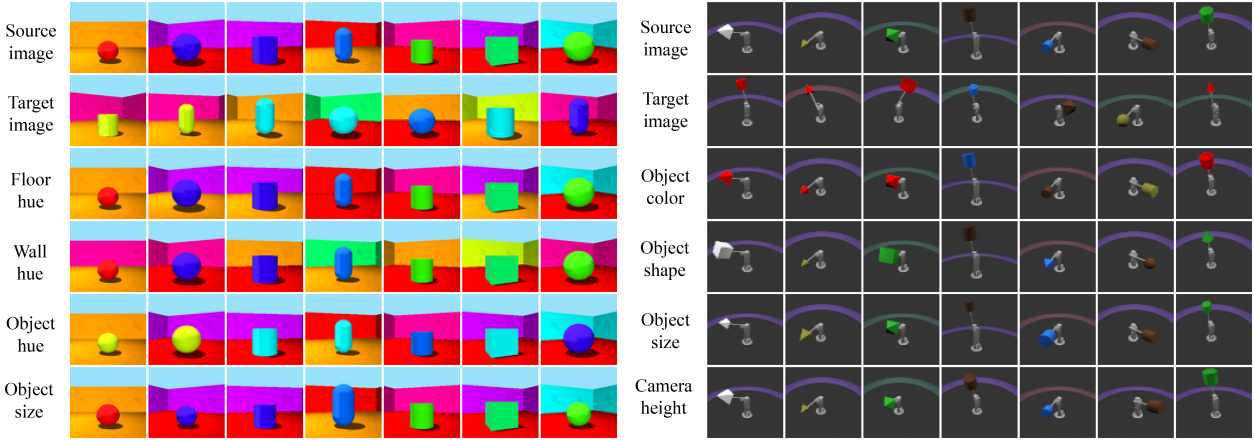 Source
image
Target
image
Floor
hue
Wall
hue
Object
hue
Object
size
Source
image
Target
image
Object
color
Object
shape
Object
size
Camera
height